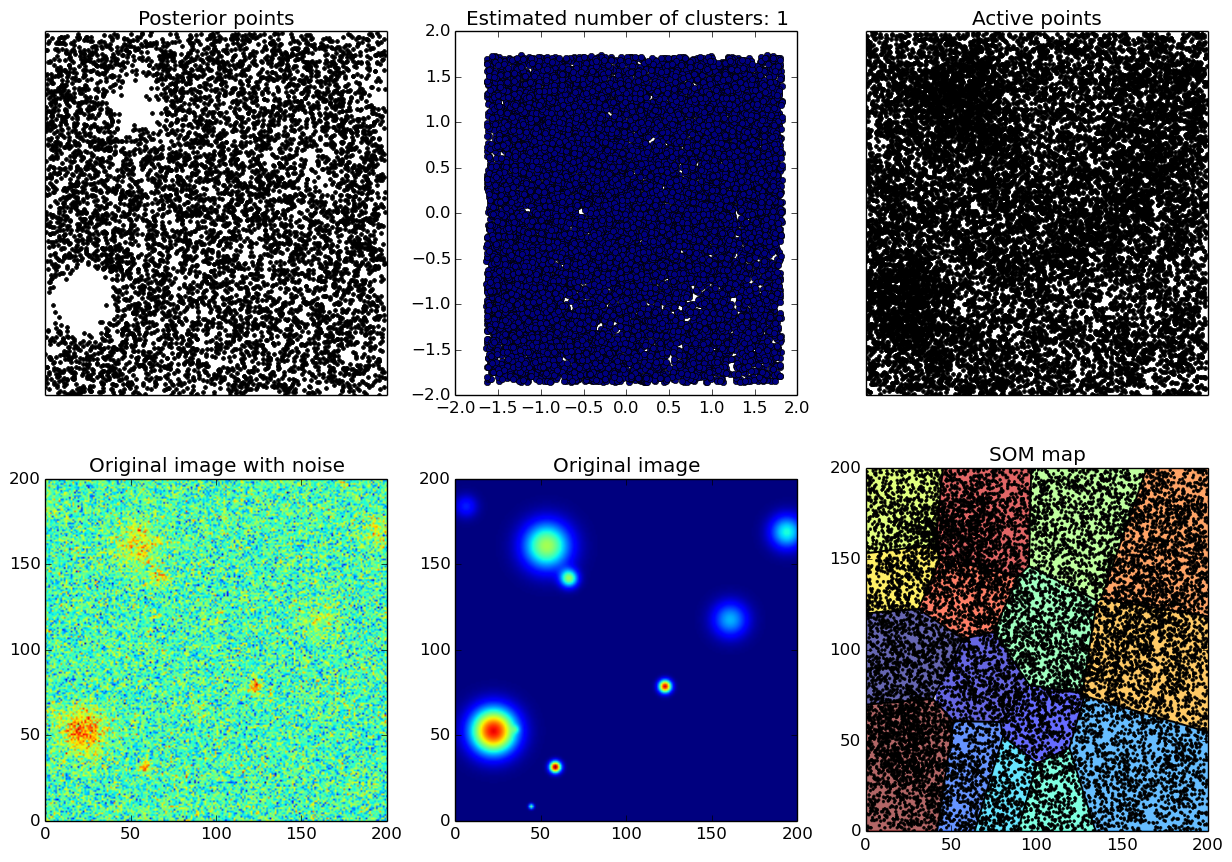 Posterior points
Estimated number of clusters: 1
Active points
2.0
1.5
1.0
0.5
0.0
−0.5
−1.0
−1.5
−2.0
−2.0 −1.5 −1.0 −0.5 0.0 0.5 1.0 1.5 2.0
Original image with noise
Original image
SOM map
200
150
100
50
0
0 50 100 150 200
200
150
100
50
0
0 50 100 150 200
200
150
100
50
0
0 50 100 150 200